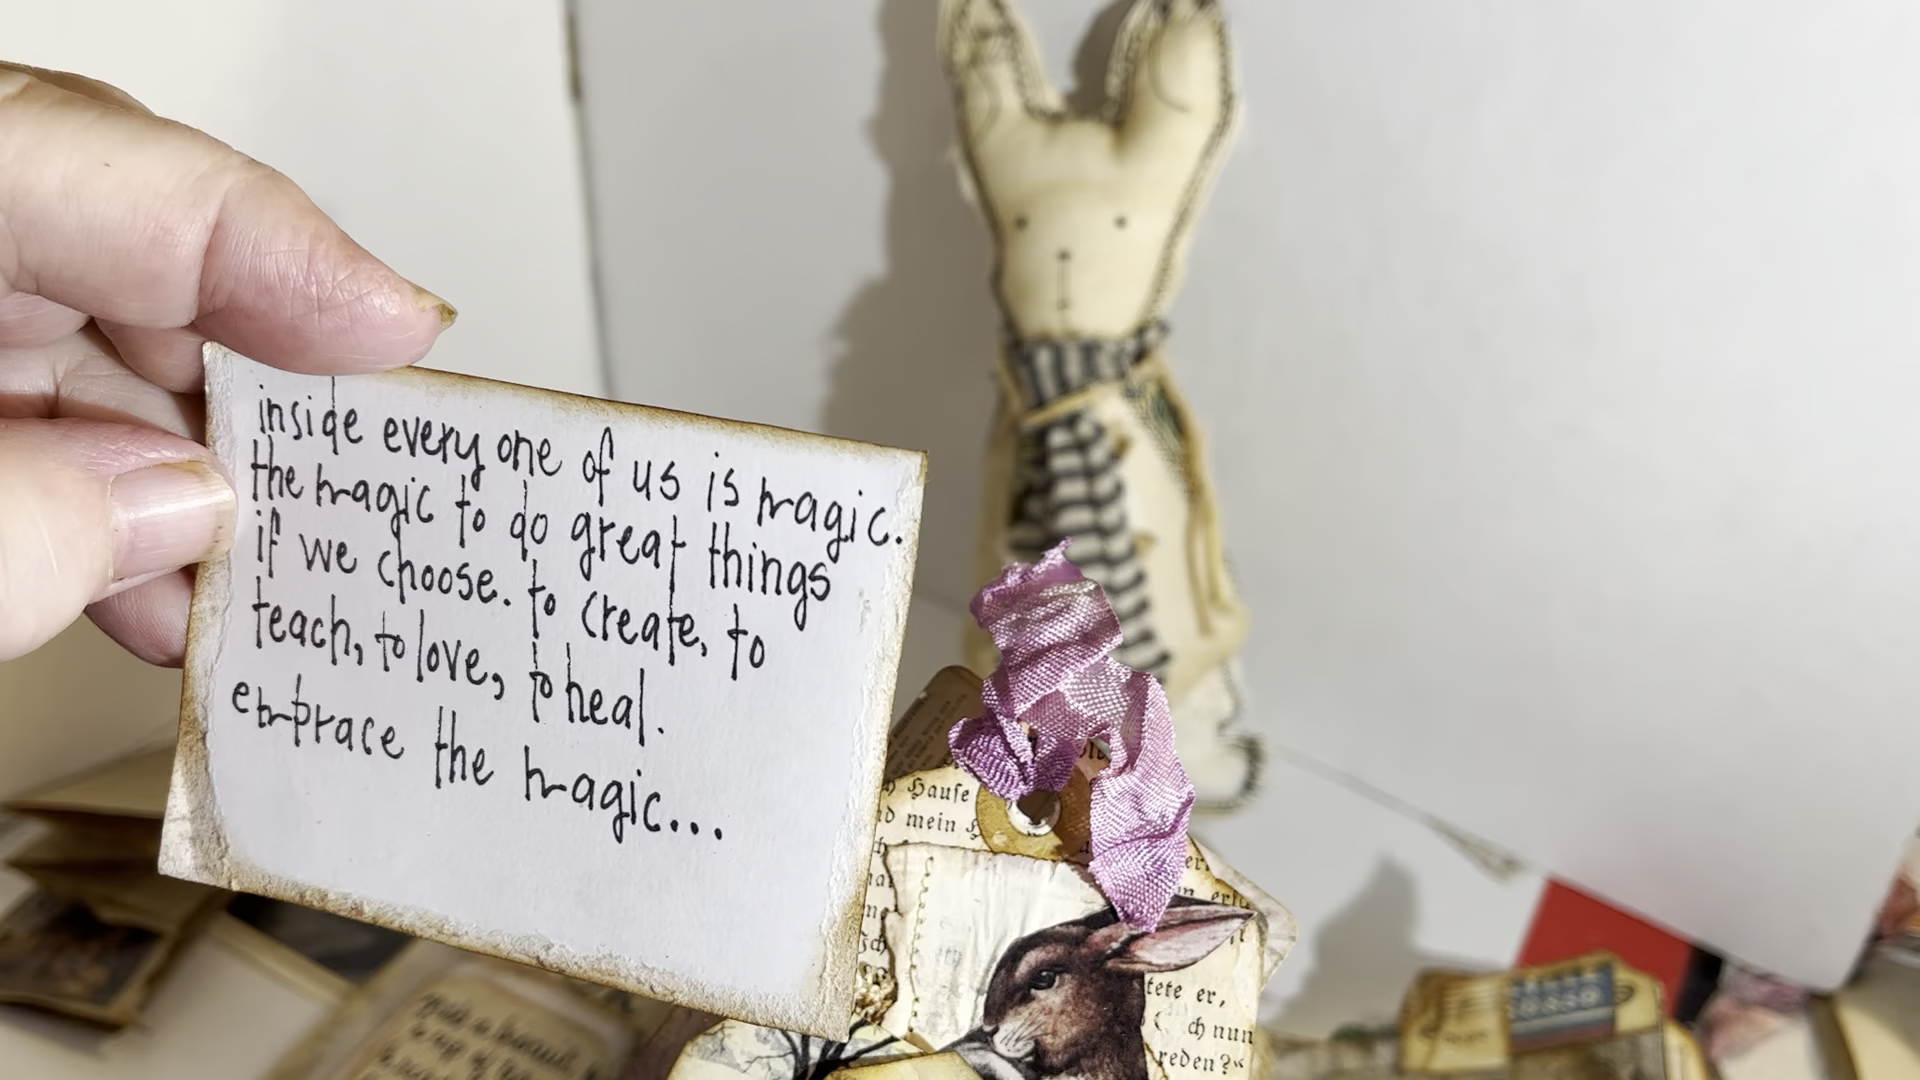 inside every one of us is magic.
the magic to do great things
if we choose. to create, to
teach, to love, to heal.
embrace the magic...
Hause
mein
tete er,
ch nun
reden?“